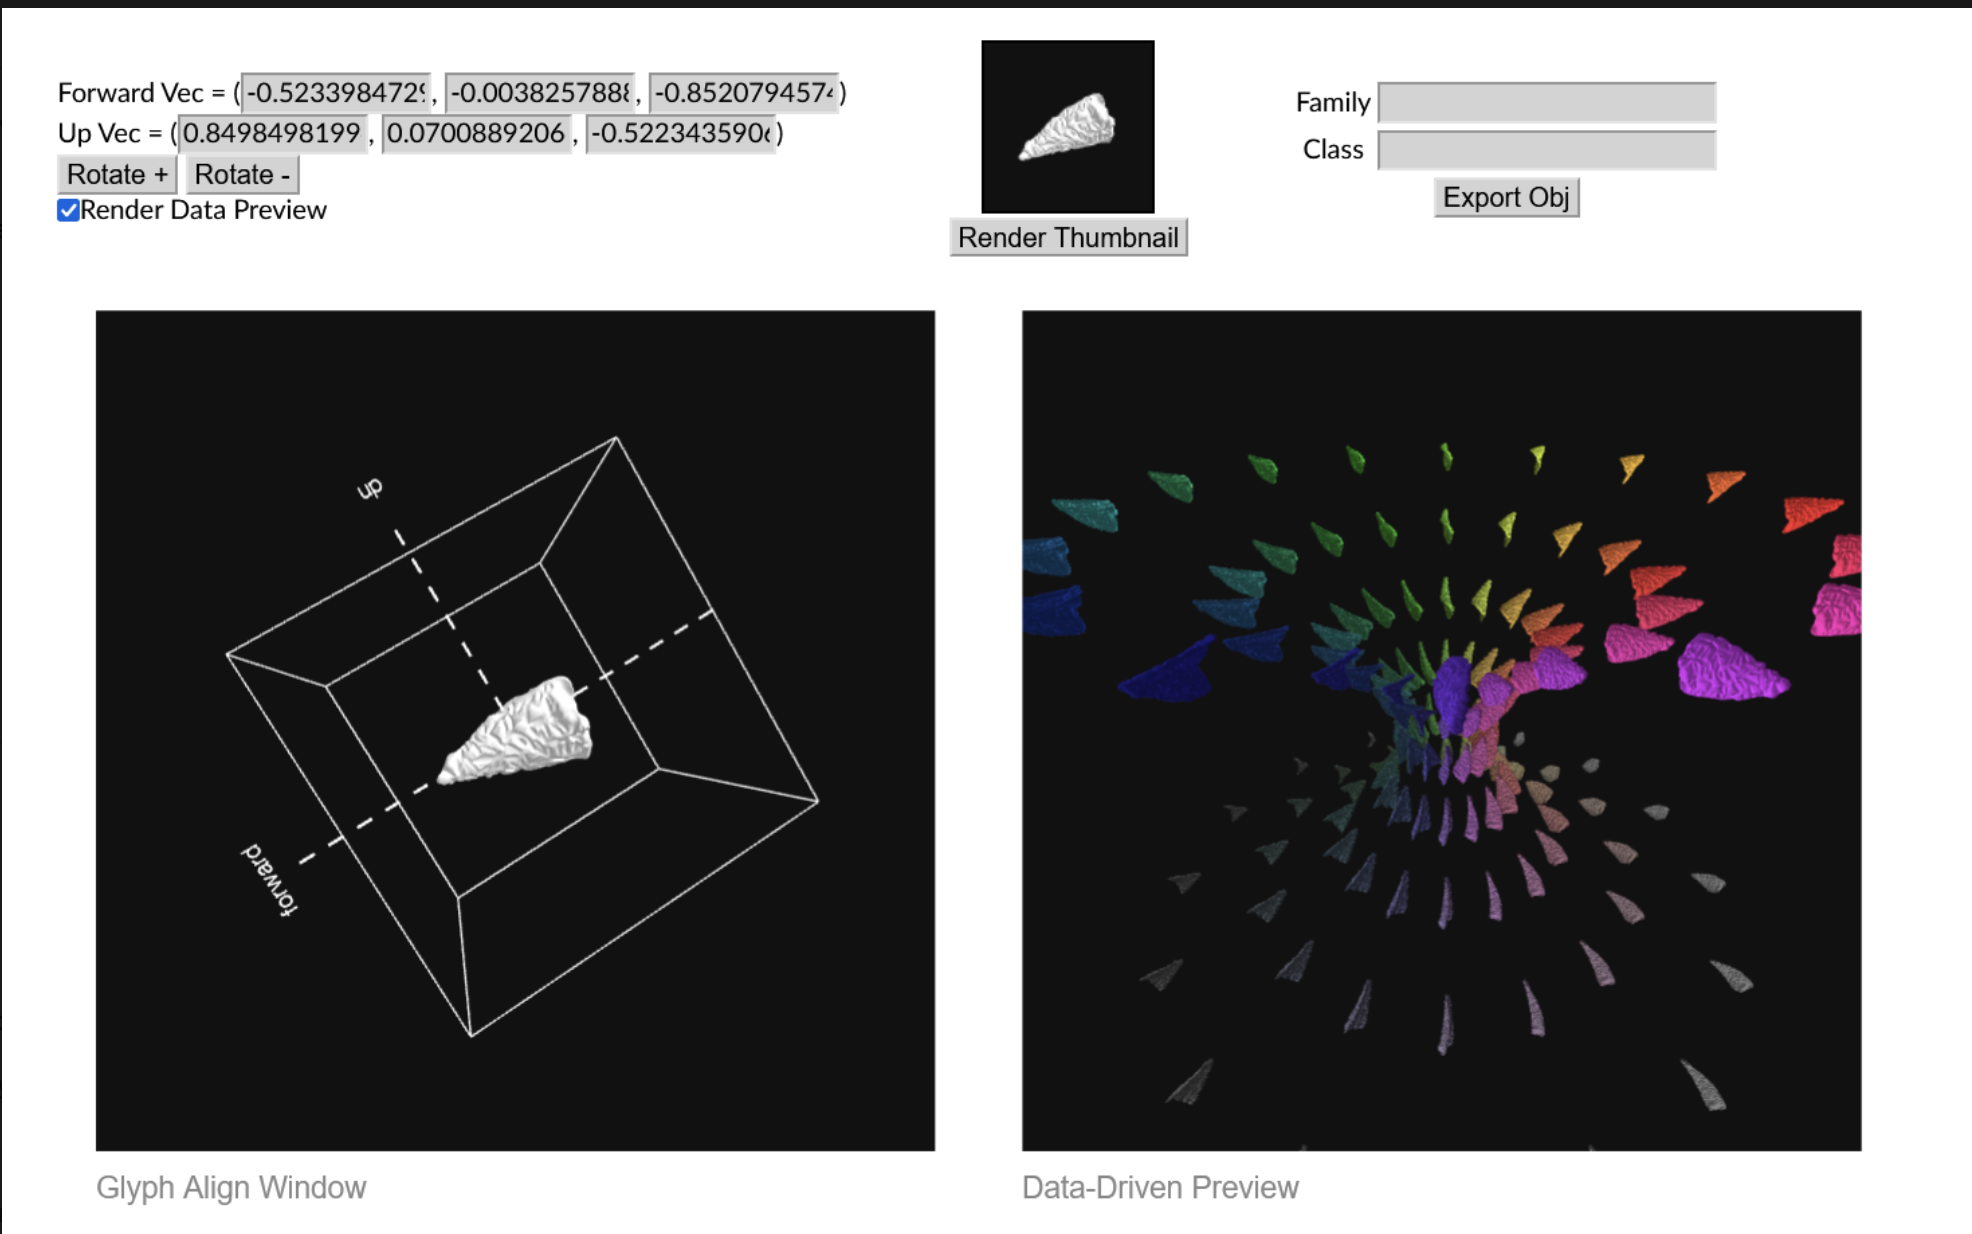 Forward Vec = (-0.523398472, -0.003825788, -0.852079457)
Up Vec = (0.8498498199, 0.0700889206, -0.522343590)
Rotate + Rotate -
Render Data Preview
Render Thumbnail
Family
Class
Export Obj
up
forward
Glyph Align Window
Data-Driven Preview